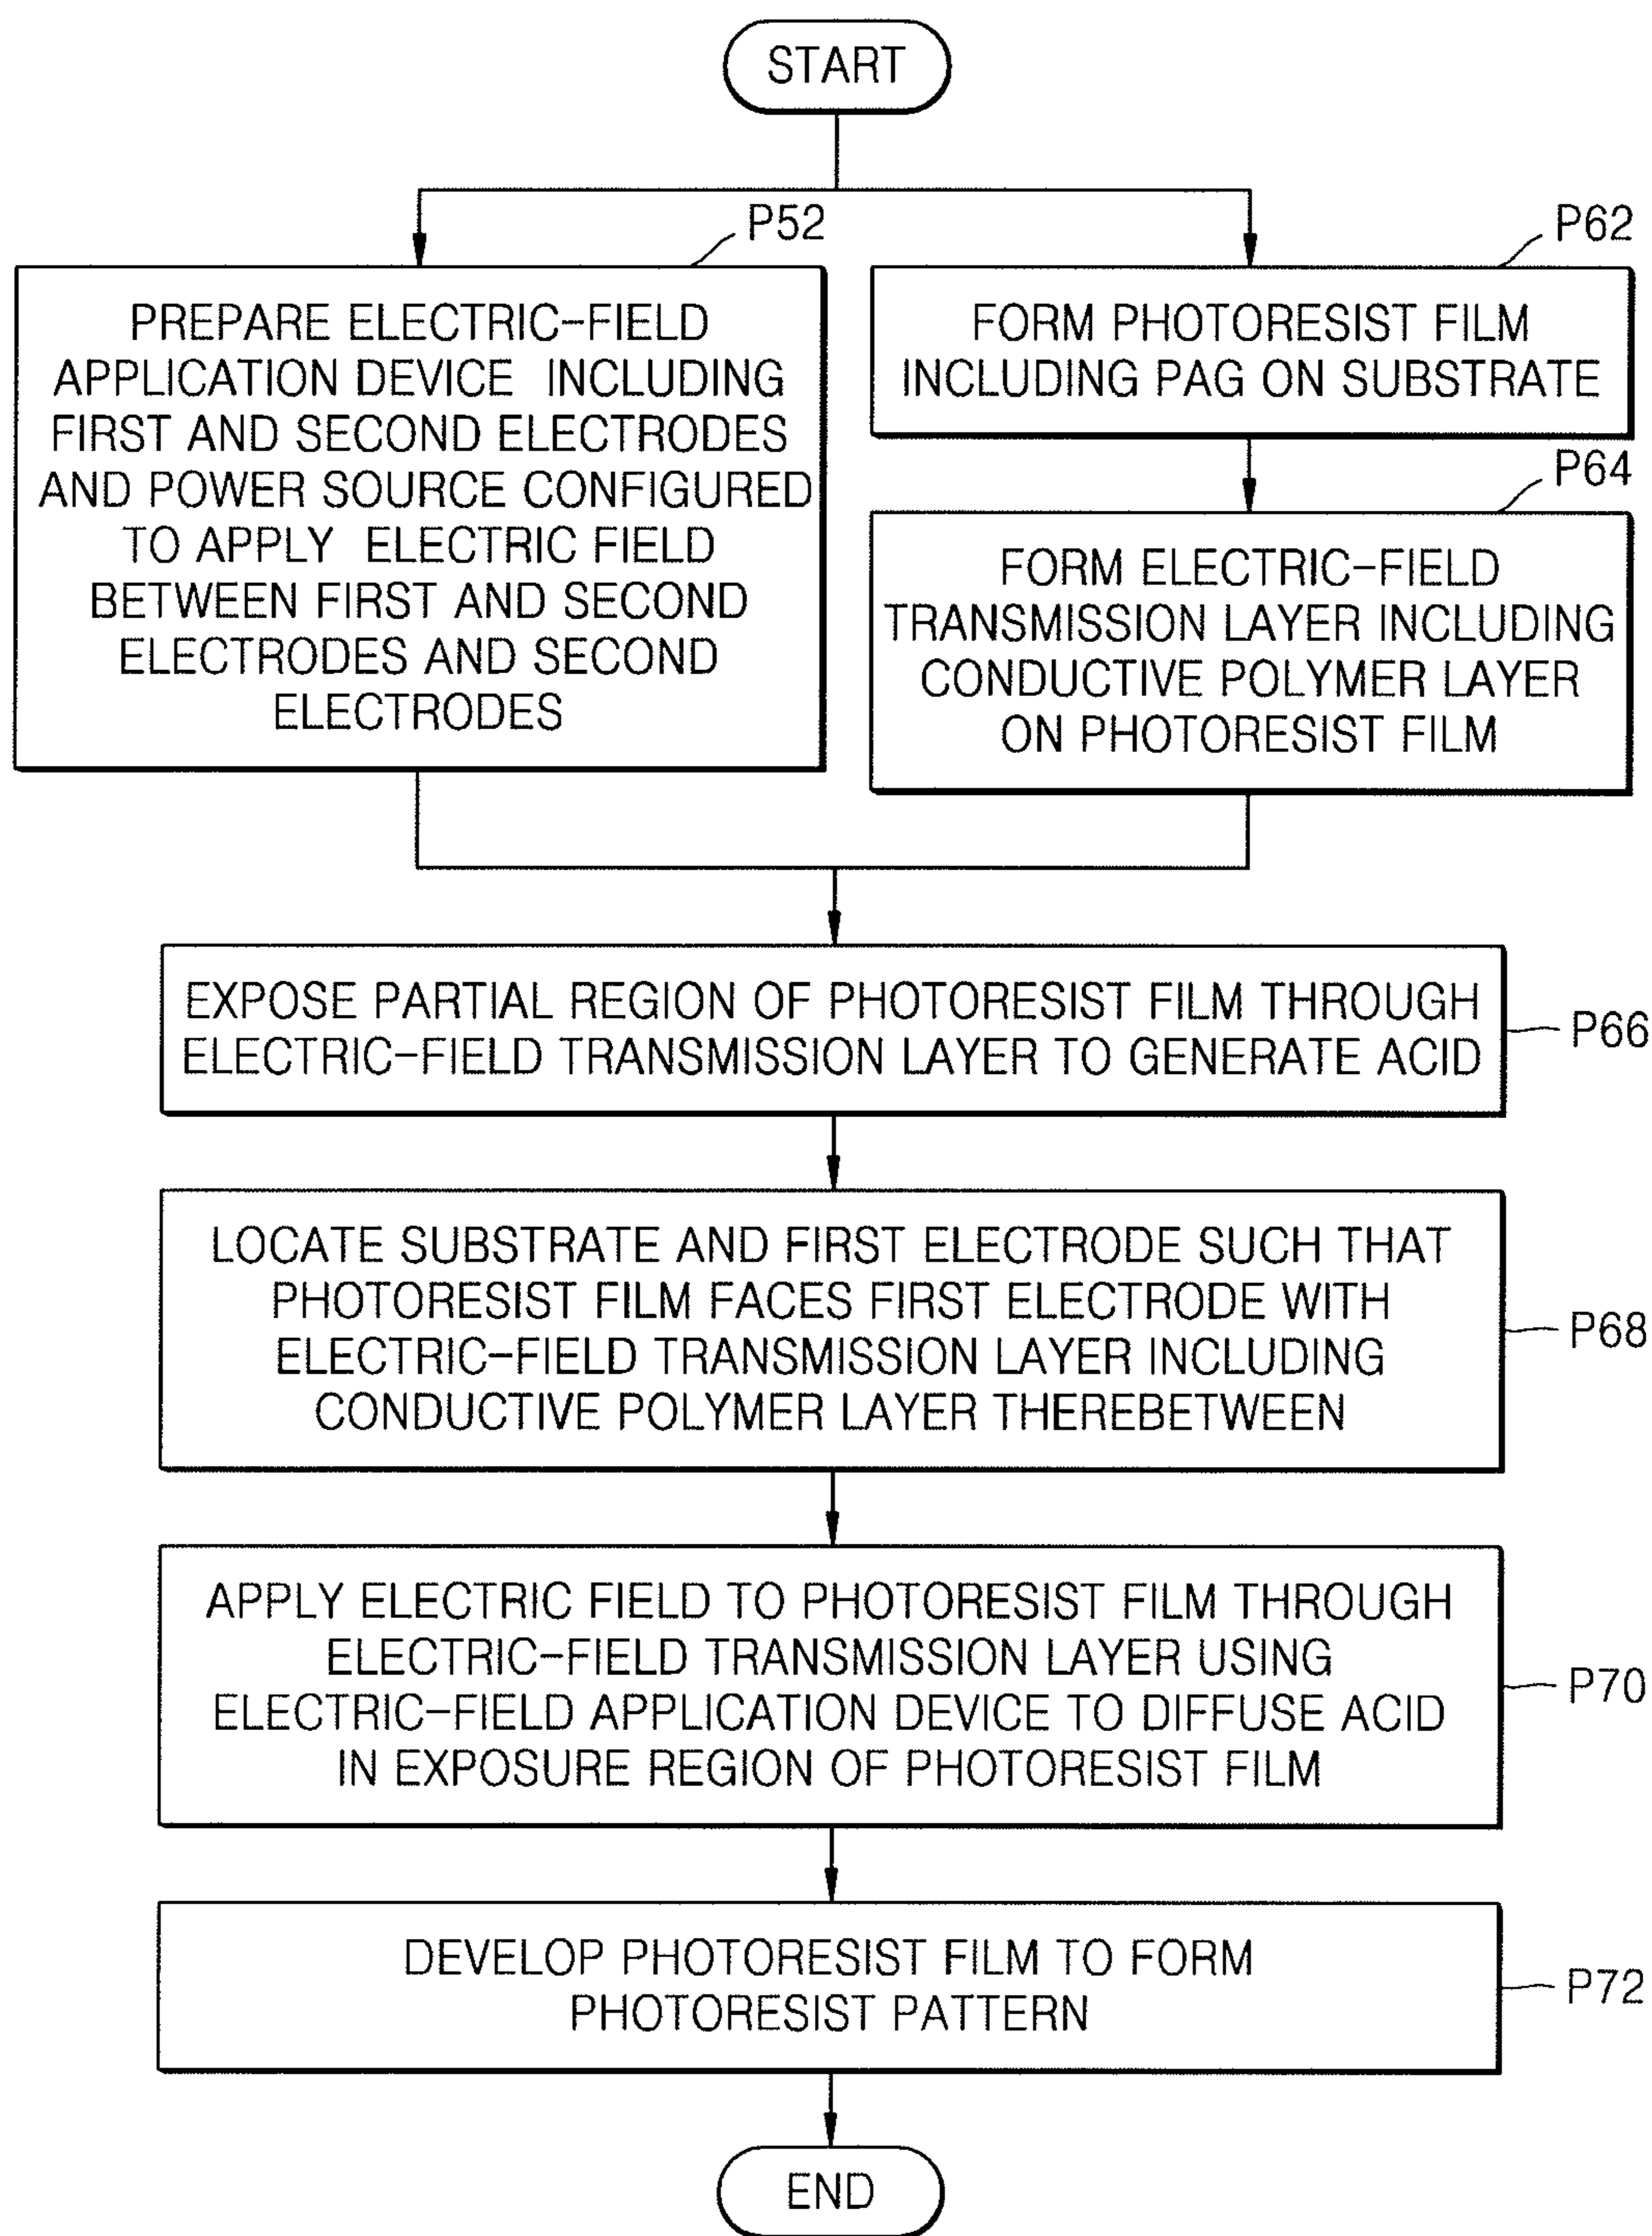 START
P52
PREPARE ELECTRIC-FIELD
APPLICATION DEVICE INCLUDING
FIRST AND SECOND ELECTRODES
AND POWER SOURCE CONFIGURED
TO APPLY ELECTRIC FIELD
BETWEEN FIRST AND SECOND
ELECTRODES AND SECOND
ELECTRODES
P62
FORM PHOTORESIST FILM
INCLUDING PAG ON SUBSTRATE
P64
FORM ELECTRIC-FIELD
TRANSMISSION LAYER INCLUDING
CONDUCTIVE POLYMER LAYER
ON PHOTORESIST FILM
EXPOSE PARTIAL REGION OF PHOTORESIST FILM THROUGH
ELECTRIC-FIELD TRANSMISSION LAYER TO GENERATE ACID
P66
LOCATE SUBSTRATE AND FIRST ELECTRODE SUCH THAT
PHOTORESIST FILM FACES FIRST ELECTRODE WITH
ELECTRIC-FIELD TRANSMISSION LAYER INCLUDING
CONDUCTIVE POLYMER LAYER THEREBETWEEN
P68
APPLY ELECTRIC FIELD TO PHOTORESIST FILM THROUGH
ELECTRIC-FIELD TRANSMISSION LAYER USING
ELECTRIC-FIELD APPLICATION DEVICE TO DIFFUSE ACID
IN EXPOSURE REGION OF PHOTORESIST FILM
P70
DEVELOP PHOTORESIST FILM TO FORM
PHOTORESIST PATTERN
P72
END